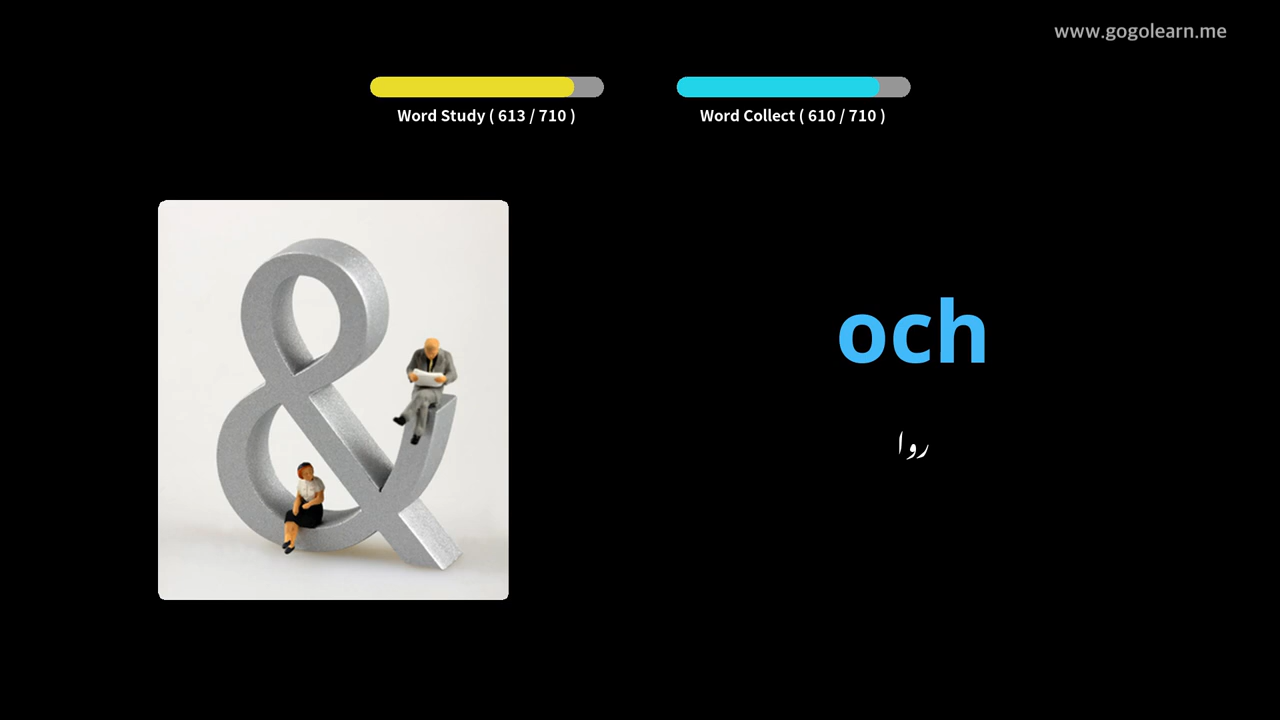 www.gogolearn.me
Word Study ( 613 / 710 )
Word Collect ( 610 / 710 )
&
och
روا